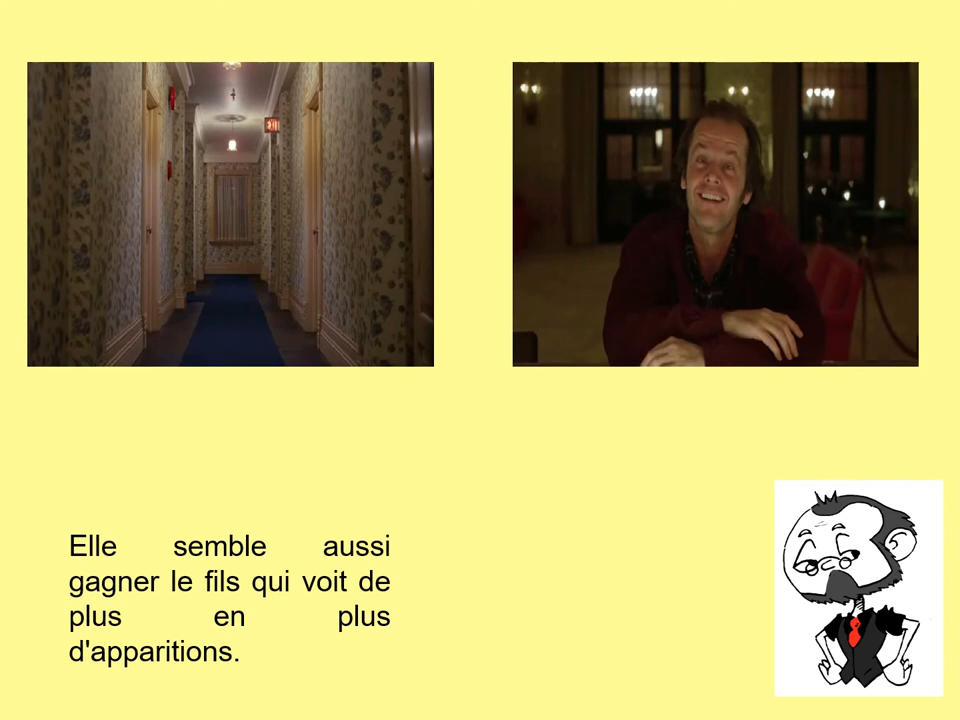 Elle semble aussi
gagner le fils qui voit de
plus en plus
d'apparitions.